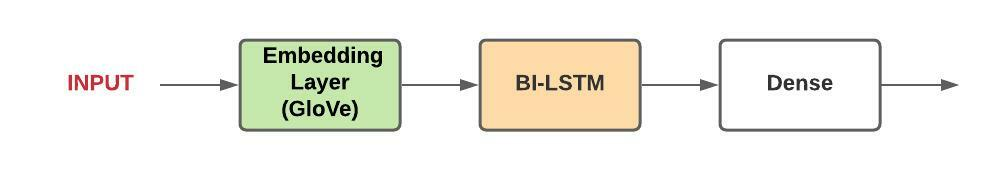 INPUT
Embedding
Layer
(GloVe)
BI-LSTM
Dense